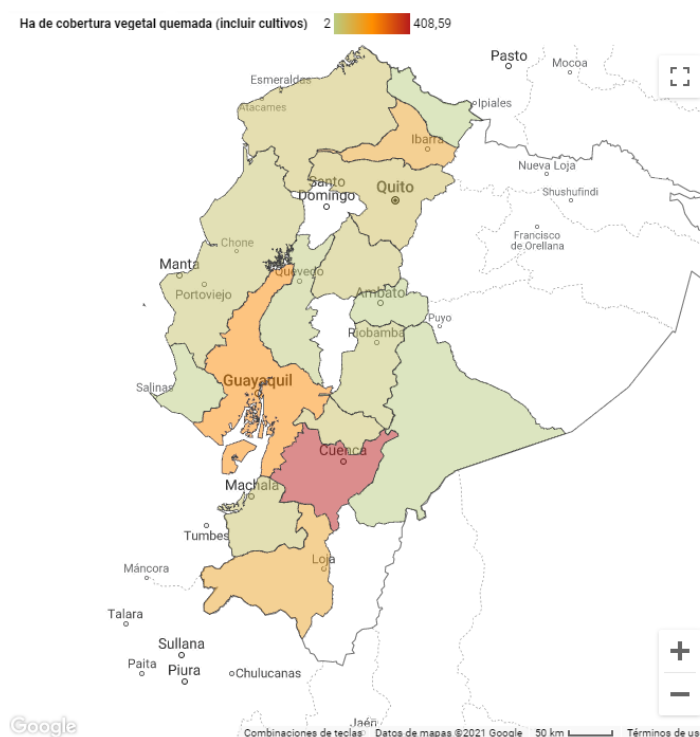 Ha de cobertura vegetal quemada (incluir cultivos) 2 408,59
Pasto
Mocoa
Esmeraldas
Atacames
Ipiales
Ibarra
Nueva Loja
Santo
Domingo
Quito
Shushufindi
Francisco
de Orellana
Chone
Manta
Quevedo
Portoviejo
Ambato
Puyo
Riobamba
Salinas
Guayaquil
Cuenca
Machala
Tumbes
Loja
Máncora
Talara
Sullana
Paita
Piura
Chulucanas
Jaén
Google
Combinaciones de teclas Datos de mapas ©2021 Google 50 km Términos de us